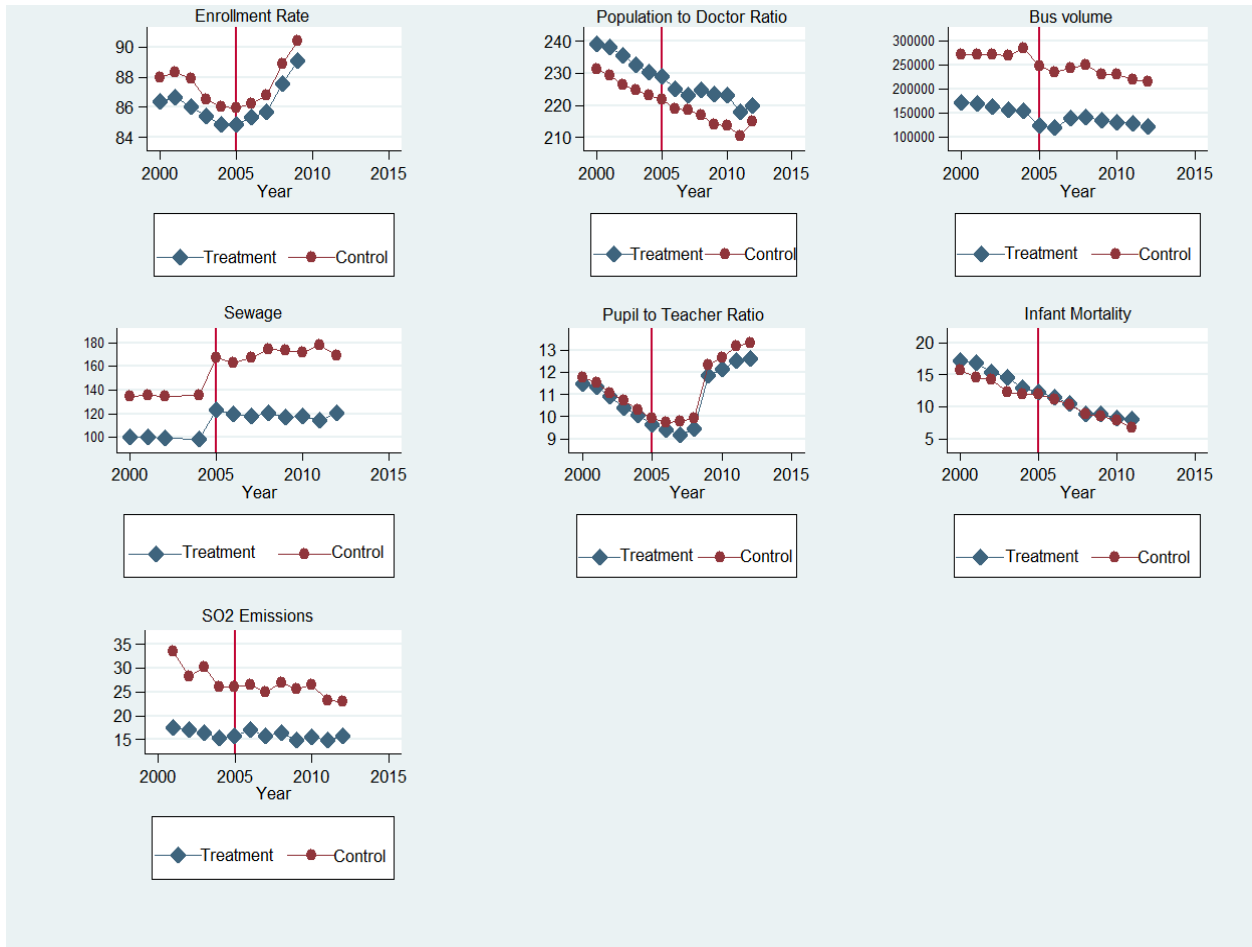 Enrollment Rate
90
88
86
84
2000 2005 2010 2015
Year
Treatment Control
Population to Doctor Ratio
240
230
220
210
2000 2005 2010 2015
Year
Treatment Control
Bus volume
300000
250000
200000
150000
100000
2000 2005 2010 2015
Year
Treatment Control
Sewage
180
160
140
120
100
2000 2005 2010 2015
Year
Treatment Control
Pupil to Teacher Ratio
13
12
11
10
9
2000 2005 2010 2015
Year
Treatment Control
Infant Mortality
20
15
10
5
2000 2005 2010 2015
Year
Treatment Control
SO2 Emissions
35
30
25
20
15
2000 2005 2010 2015
Year
Treatment Control